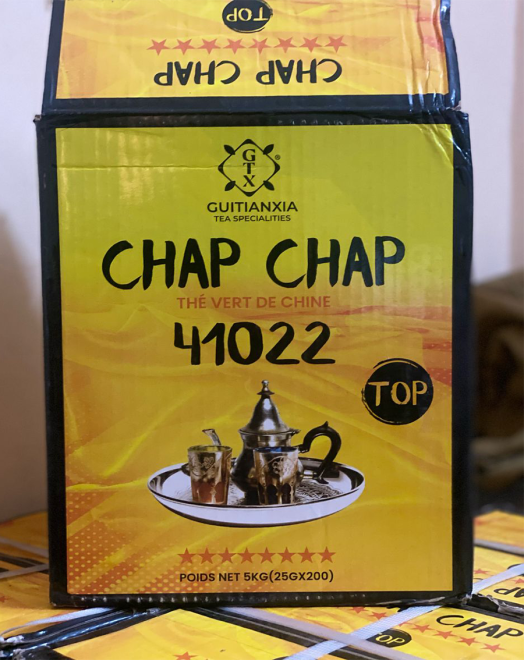 TOP
CHAP CHAP
GTX®
GUITIANXIA
TEA SPECIALITIES
CHAP CHAP
THÉ VERT DE CHINE
41022
TOP
POIDS NET 5KG(25GX200)
CHAP
TOP